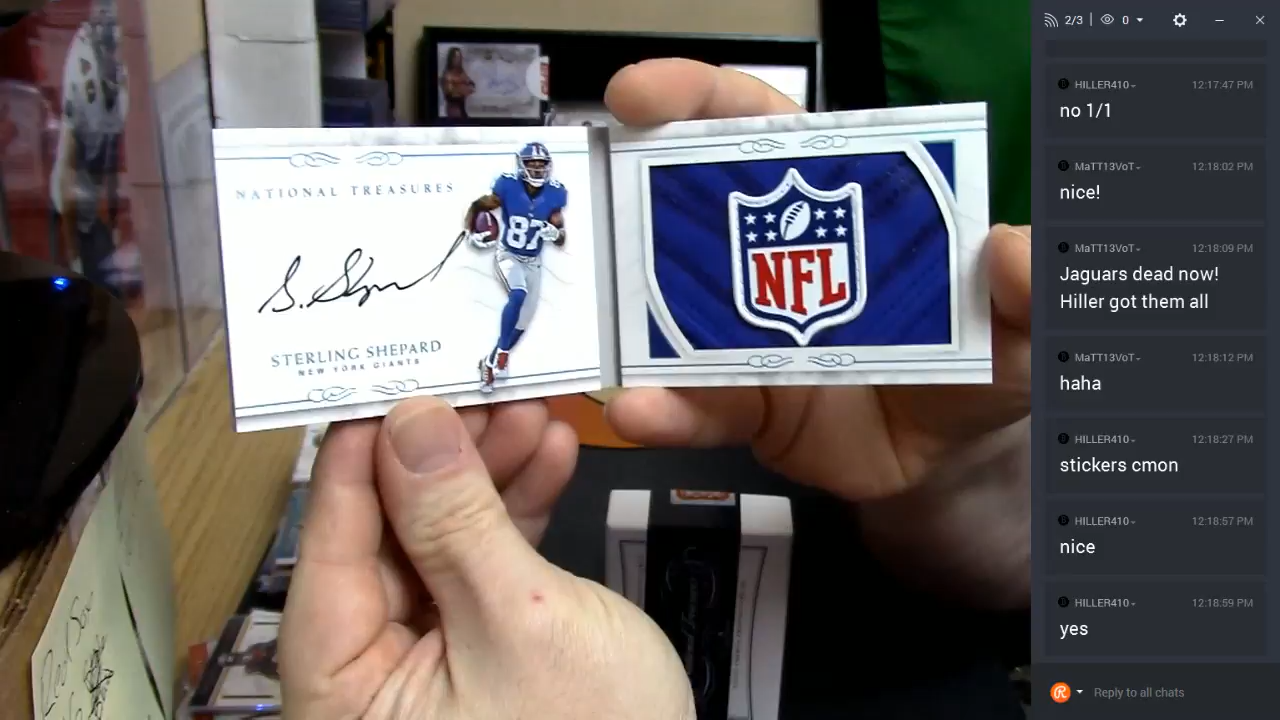 NATIONAL TREASURES
S. Shepard
STERLING SHEPARD
NEW YORK GIANTS
87
NFL
2/3
0
HILLER410
12:17:47 PM
no 1/1
MaTT13VoT
12:18:02 PM
nice!
MaTT13VoT
12:18:09 PM
Jaguars dead now!
Hiller got them all
MaTT13VoT
12:18:12 PM
haha
HILLER410
12:18:27 PM
stickers cmon
HILLER410
12:18:57 PM
nice
HILLER410
12:18:59 PM
yes
Reply to all chats